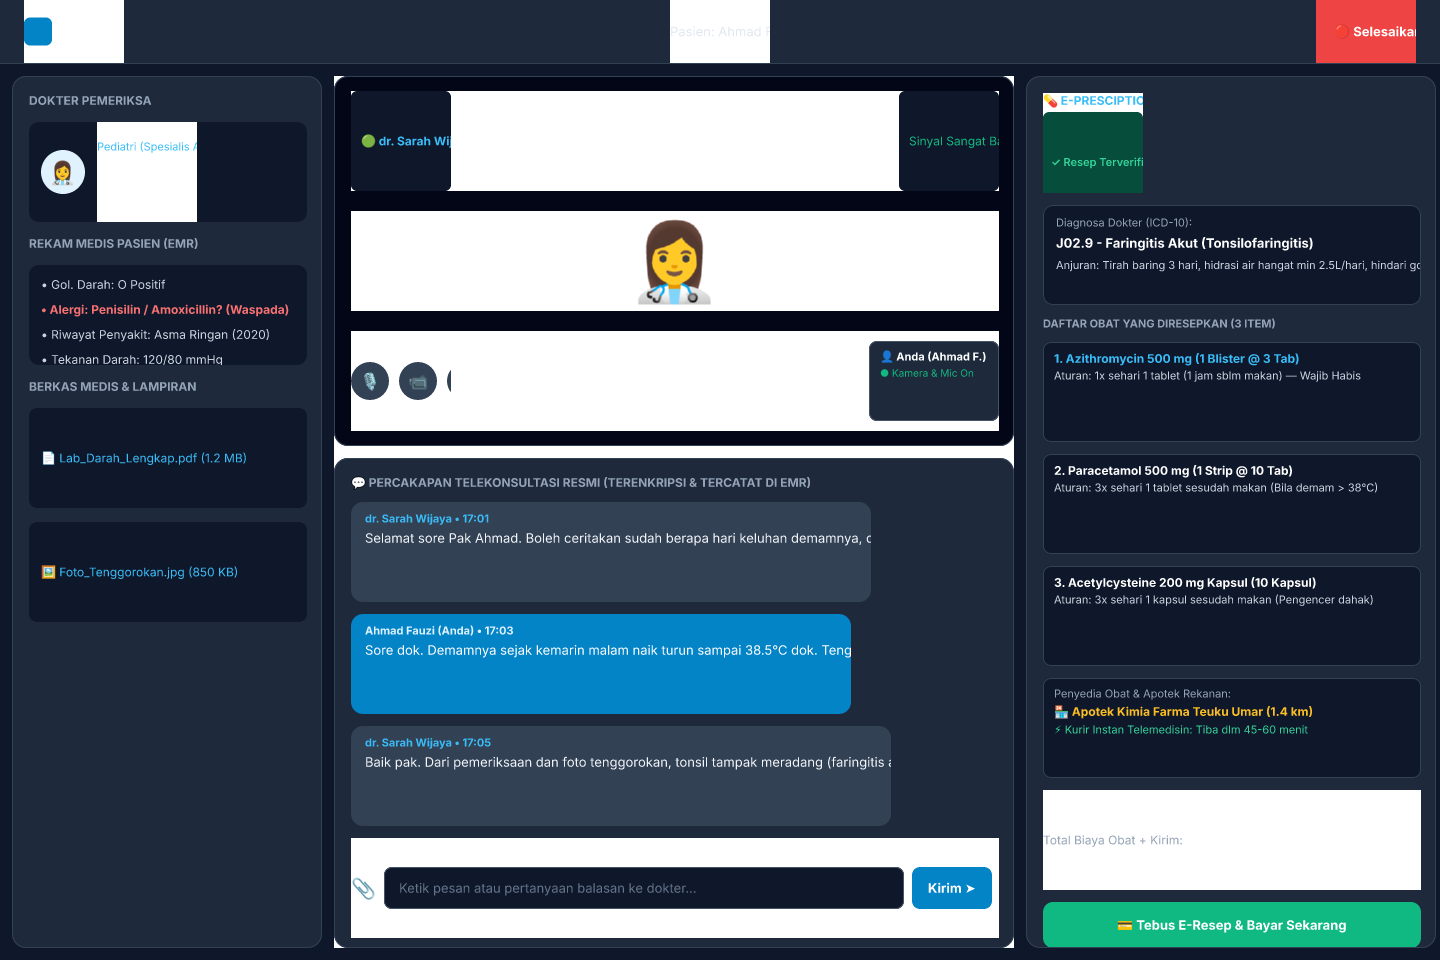 Pasien: Ahmad F
Selesaikan
DOKTER PEMERIKSA
Pediatri (Spesialis A
REKAM MEDIS PASIEN (EMR)
• Gol. Darah: O Positif
• Alergi: Penisilin / Amoxicillin? (Waspada)
• Riwayat Penyakit: Asma Ringan (2020)
• Tekanan Darah: 120/80 mmHg
BERKAS MEDIS & LAMPIRAN
Lab_Darah_Lengkap.pdf (1.2 MB)
Foto_Tenggorokan.jpg (850 KB)
dr. Sarah Wij
Sinyal Sangat Ba
Anda (Ahmad F.)
Kamera & Mic On
PERCAKAPAN TELEKONSULTASI RESMI (TERENKRIPSI & TERCATAT DI EMR)
dr. Sarah Wijaya • 17:01
Selamat sore Pak Ahmad. Boleh ceritakan sudah berapa hari keluhan demamnya,
Ahmad Fauzi (Anda) • 17:03
Sore dok. Demamnya sejak kemarin malam naik turun sampai 38.5°C dok. Teng
dr. Sarah Wijaya • 17:05
Baik pak. Dari pemeriksaan dan foto tenggorokan, tonsil tampak meradang (faringitis a
Ketik pesan atau pertanyaan balasan ke dokter...
Kirim ➤
E-PRESCIPTIO
✓ Resep Terverifi
Diagnosa Dokter (ICD-10):
J02.9 - Faringitis Akut (Tonsilofaringitis)
Anjuran: Tirah baring 3 hari, hidrasi air hangat min 2.5L/hari, hindari go
DAFTAR OBAT YANG DIRESEPKAN (3 ITEM)
1. Azithromycin 500 mg (1 Blister @ 3 Tab)
Aturan: 1x sehari 1 tablet (1 jam sblm makan) — Wajib Habis
2. Paracetamol 500 mg (1 Strip @ 10 Tab)
Aturan: 3x sehari 1 tablet sesudah makan (Bila demam > 38°C)
3. Acetylcysteine 200 mg Kapsul (10 Kapsul)
Aturan: 3x sehari 1 kapsul sesudah makan (Pengencer dahak)
Penyedia Obat & Apotek Rekanan:
Apotek Kimia Farma Teuku Umar (1.4 km)
⚡ Kurir Instan Telemedisin: Tiba dlm 45-60 menit
Total Biaya Obat + Kirim:
Tebus E-Resep & Bayar Sekarang